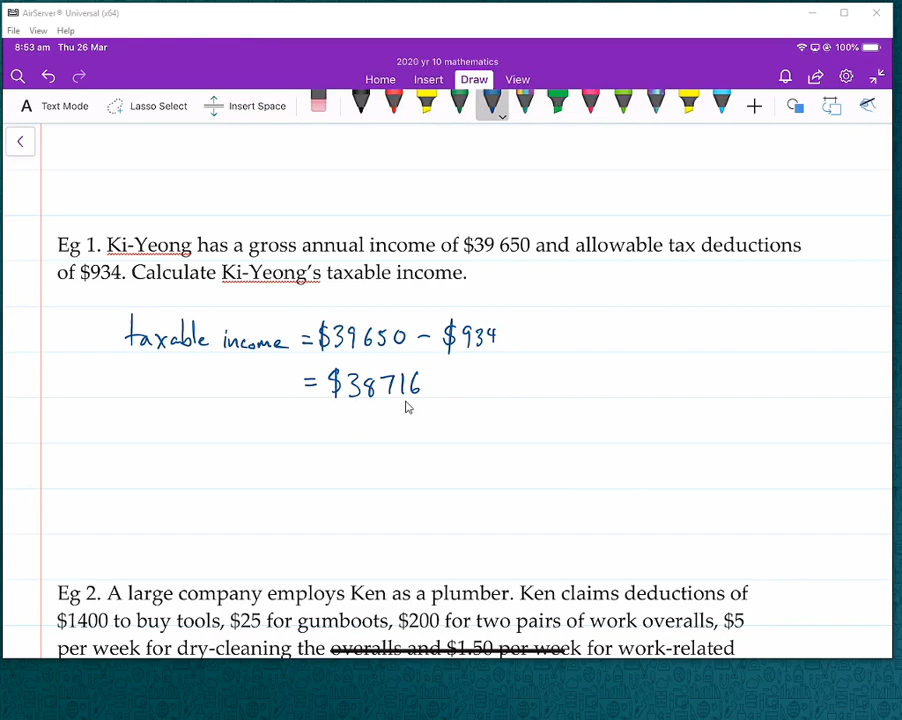 AirServer® Universal (x64)
File View Help
8:53 am Thu 26 Mar 100%
2020 yr 10 mathematics
Home Insert Draw View
A Text Mode Lasso Select Insert Space
Eg 1. Ki-Yeong has a gross annual income of $39 650 and allowable tax deductions
of $934. Calculate Ki-Yeong's taxable income.
taxable income = $39650 - $934
= $38716
Eg 2. A large company employs Ken as a plumber. Ken claims deductions of
$1400 to buy tools, $25 for gumboots, $200 for two pairs of work overalls, $5
per week for dry-cleaning the overalls and $1.50 per week for work-related